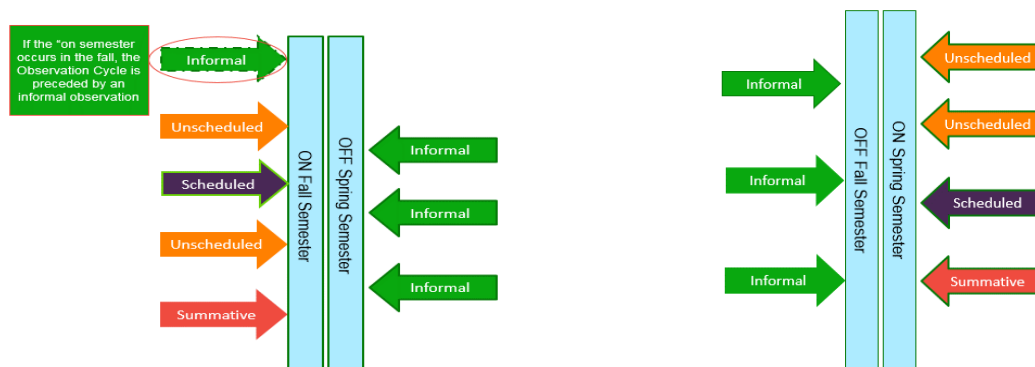 If the "on semester
occurs in the fall, the
Observation Cycle is
preceded by an
informal observation
Informal
Unscheduled
Scheduled
Unscheduled
Summative
ON Fall Semester
OFF Spring Semester
Informal
Informal
Informal
Informal
Informal
Informal
OFF Fall Semester
ON Spring Semester
Unscheduled
Unscheduled
Scheduled
Summative